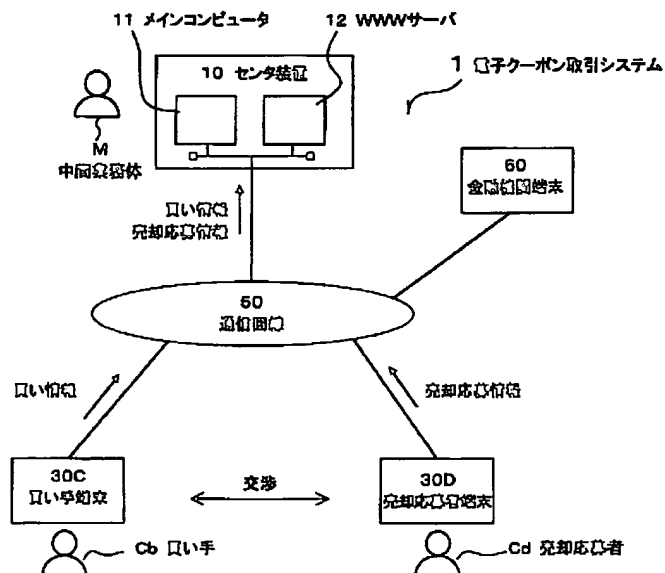 11 メインコンピュータ
12 WWWサーバ
10 センタ装置
1 電子クーポン取引システム
M
中間業務体
60
金融機関端末
買い情報
売却応募情報
50
通信回線
買い情報
売却応募情報
30C
買い手端末
交渉
30D
売却応募者端末
Cb 買い手
Cd 売却応募者